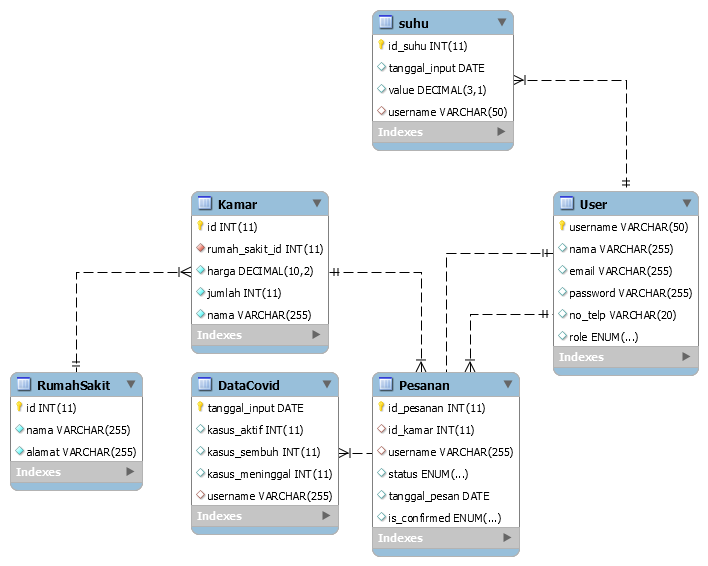 suhu
id_suhu INT(11)
tanggal_input DATE
value DECIMAL(3,1)
username VARCHAR(50)
Indexes
Kamar
id INT(11)
rumah_sakit_id INT(11)
harga DECIMAL(10,2)
jumlah INT(11)
nama VARCHAR(255)
Indexes
User
username VARCHAR(50)
nama VARCHAR(255)
email VARCHAR(255)
password VARCHAR(255)
no_telp VARCHAR(20)
role ENUM(...)
Indexes
RumahSakit
id INT(11)
nama VARCHAR(255)
alamat VARCHAR(255)
Indexes
DataCovid
tanggal_input DATE
kasus_aktif INT(11)
kasus_sembuh INT(11)
kasus_meninggal INT(11)
username VARCHAR(255)
Indexes
Pesanan
id_pesanan INT(11)
id_kamar INT(11)
username VARCHAR(255)
status ENUM(...)
tanggal_pesan DATE
is_confirmed ENUM(...)
Indexes